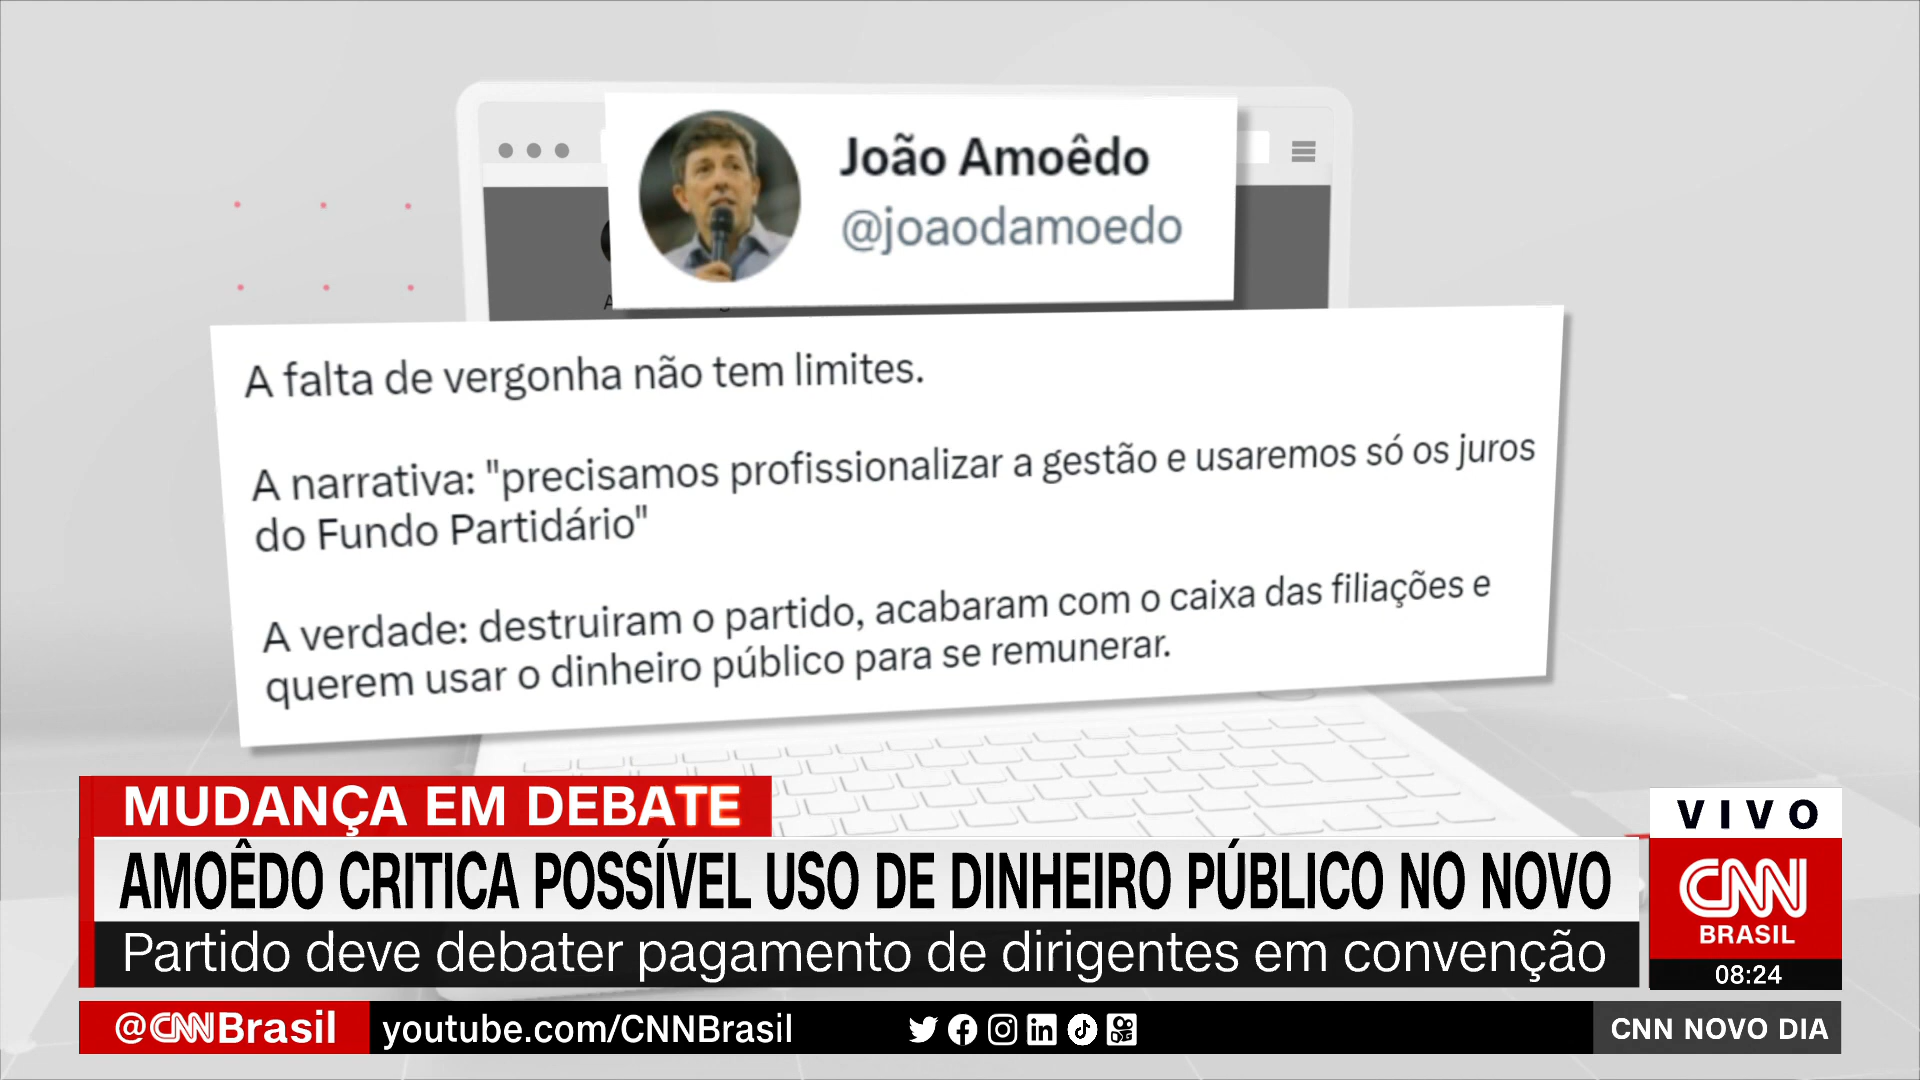 João Amoêdo
@joaodamoedo
A falta de vergonha não tem limites.
A narrativa: "precisamos profissionalizar a gestão e usaremos só os juros
do Fundo Partidário"
A verdade: destruiram o partido, acabaram com o caixa das filiações e
querem usar o dinheiro público para se remunerar.
MUDANÇA EM DEBATE
AMOÊDO CRITICA POSSÍVEL USO DE DINHEIRO PÚBLICO NO NOVO
Partido deve debater pagamento de dirigentes em convenção
VIVO
CNN
BRASIL
08:24
@CNNBrasil
youtube.com/CNNBrasil
CNN NOVO DIA